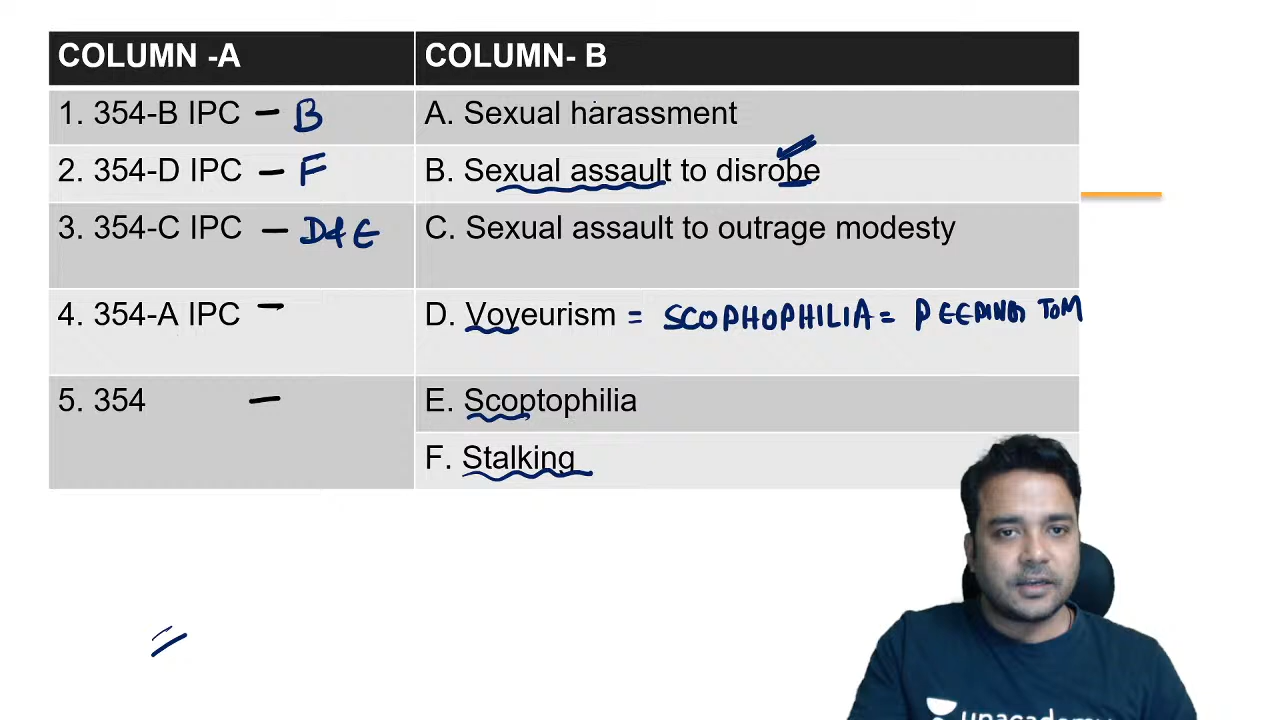 COLUMN -A COLUMN- B
1. 354-B IPC – B A. Sexual harassment
2. 354-D IPC – F B. Sexual assault to disrobe
3. 354-C IPC – D & E C. Sexual assault to outrage modesty
4. 354-A IPC – D. Voyeurism = SCOPHOPHILIA = PEEPING TOM
5. 354 – E. Scoptophilia
F. Stalking
unacademy